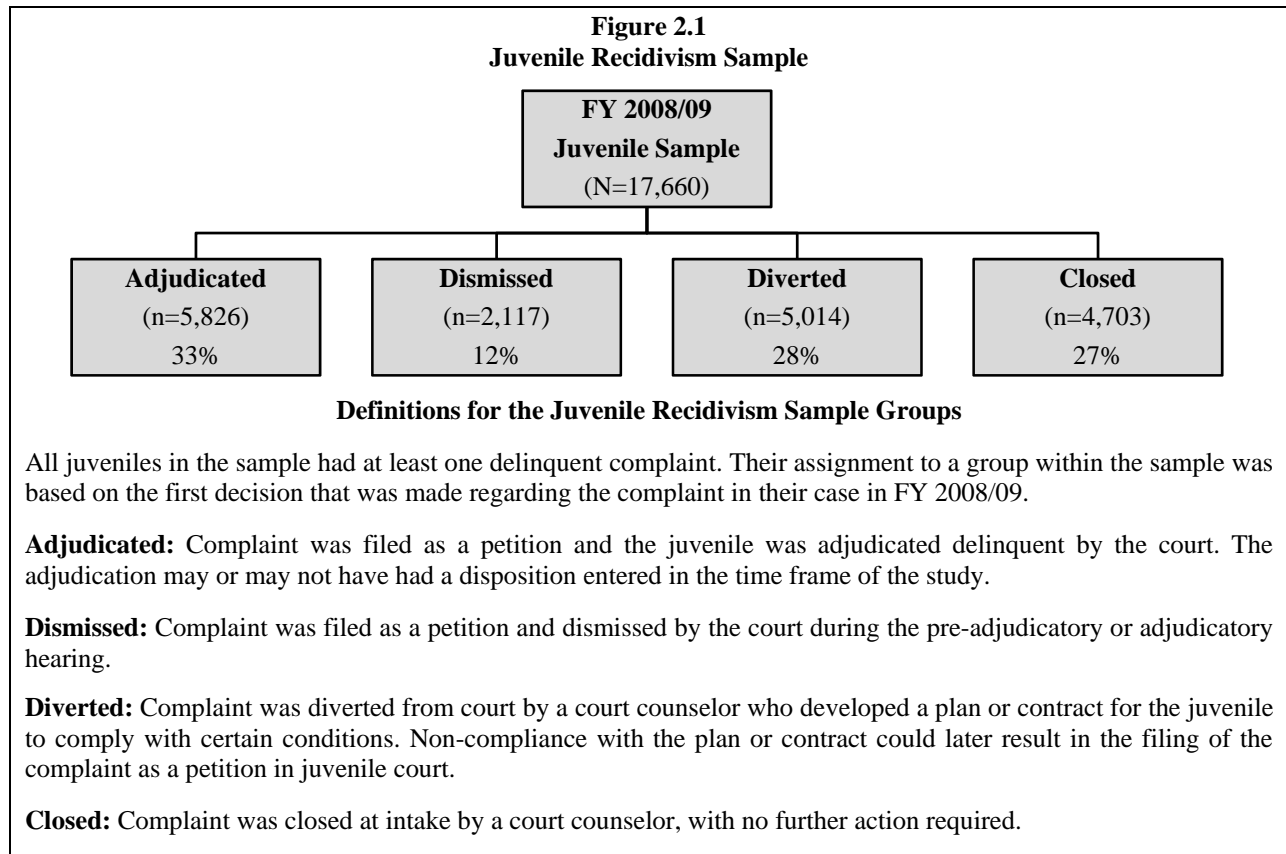 Figure 2.1
Juvenile Recidivism Sample
FY 2008/09
Juvenile Sample
(N=17,660)
Adjudicated
(n=5,826)
33%
Dismissed
(n=2,117)
12%
Diverted
(n=5,014)
28%
Closed
(n=4,703)
27%
Definitions for the Juvenile Recidivism Sample Groups
All juveniles in the sample had at least one delinquent complaint. Their assignment to a group within the sample was
based on the first decision that was made regarding the complaint in their case in FY 2008/09.
Adjudicated: Complaint was filed as a petition and the juvenile was adjudicated delinquent by the court. The
adjudication may or may not have had a disposition entered in the time frame of the study.
Dismissed: Complaint was filed as a petition and dismissed by the court during the pre-adjudicatory or adjudicatory
hearing.
Diverted: Complaint was diverted from court by a court counselor who developed a plan or contract for the juvenile
to comply with certain conditions. Non-compliance with the plan or contract could later result in the filing of the
complaint as a petition in juvenile court.
Closed: Complaint was closed at intake by a court counselor, with no further action required.